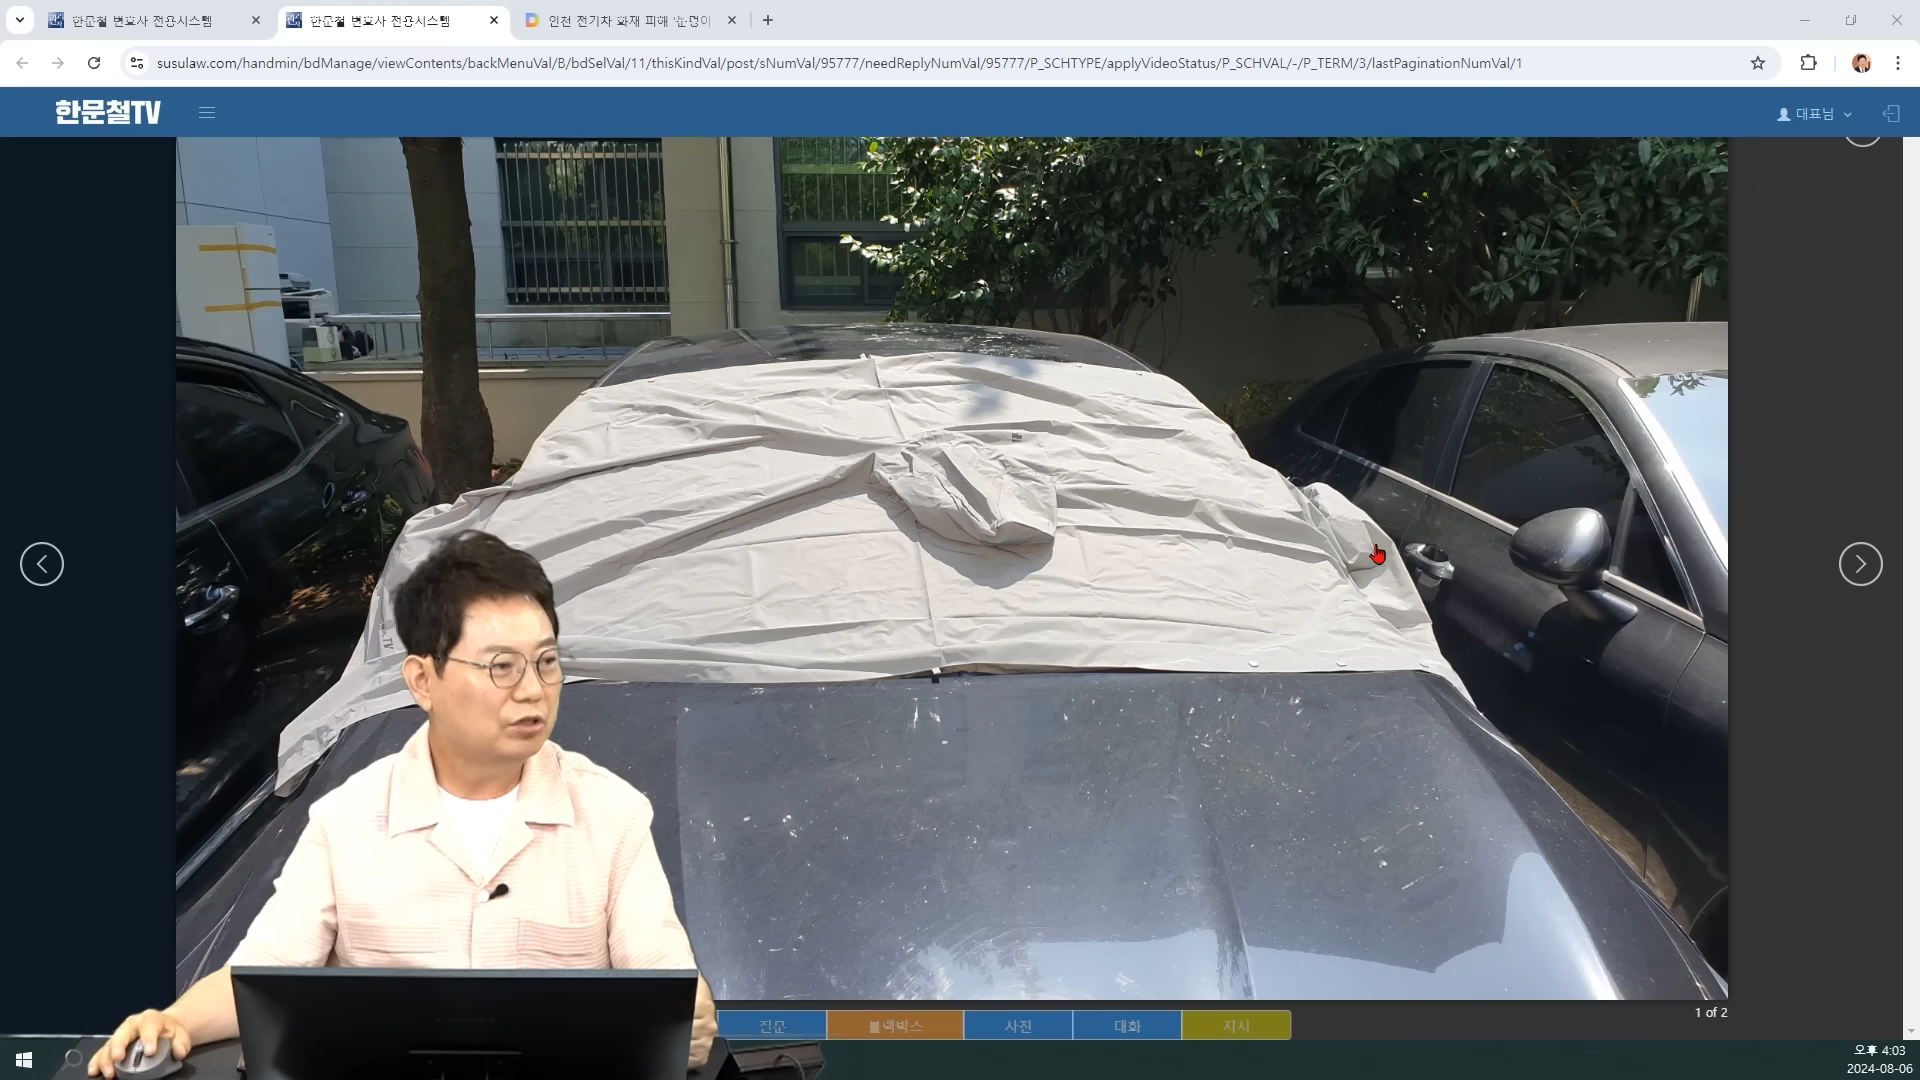 한문철 변호사 전용시스템
한문철 변호사 전용시스템
인천 전기차 화재 피해 '눈덩이
susulaw.com/handmin/bdManage/viewContents/backMenuVal/B/bdSelVal/11/thisKindVal/post/sNumVal/95777/needReplyNumVal/95777/P_SCHTYPE/applyVideoStatus/P_SCHVAL/-/P_TERM/3/lastPaginationNumVal/1
한문철TV
대표님
질문
블랙박스
사진
대화
지시
1 of 2
오후 4:03
2024-08-06